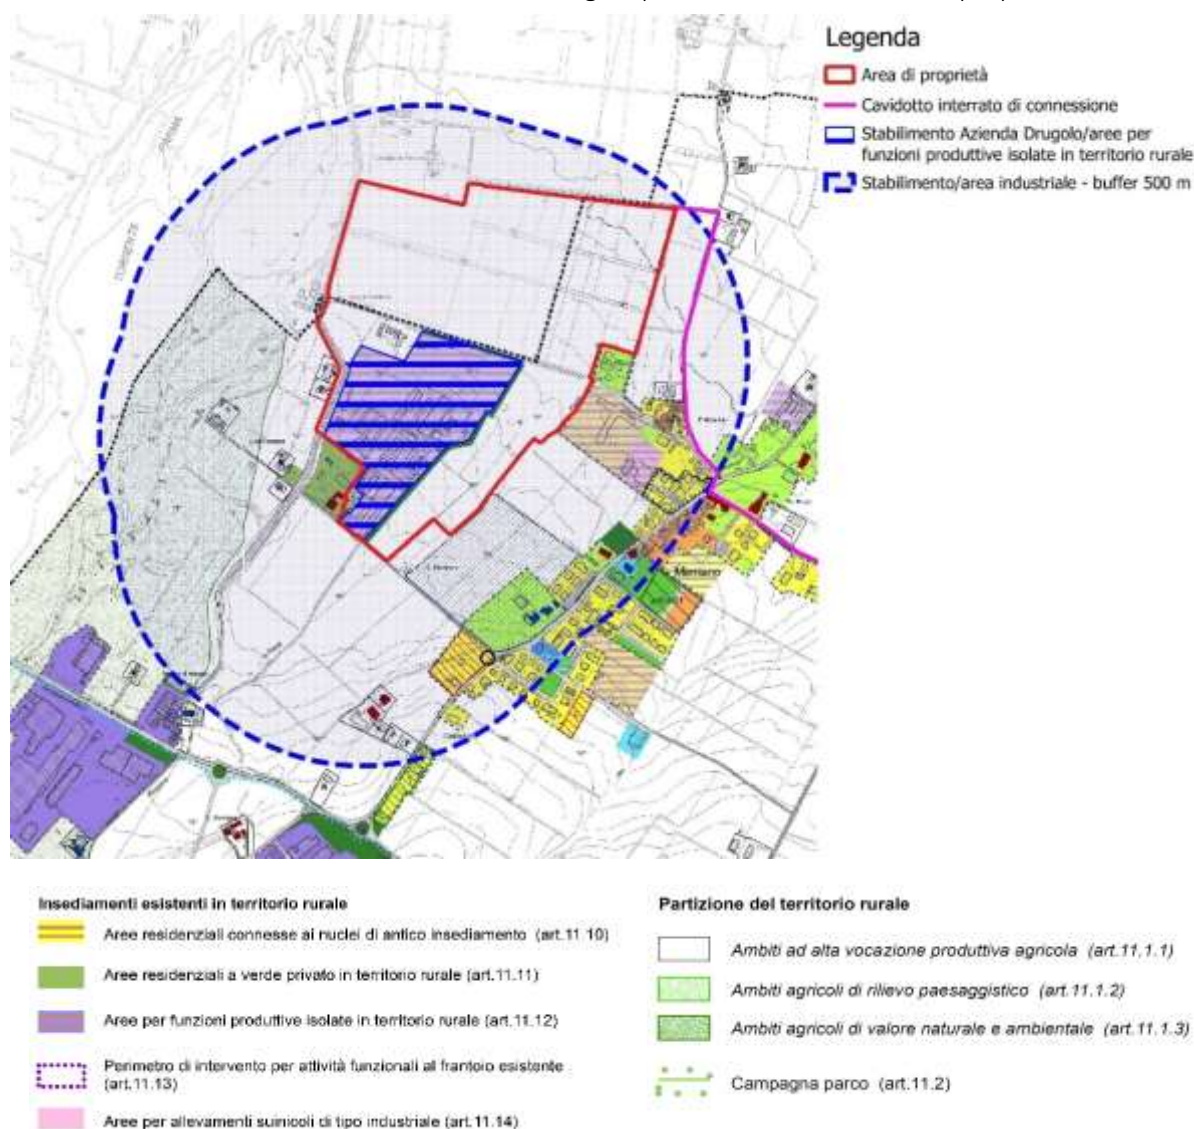 Legenda
Area di proprietà
Cavidotto interrato di connessione
Stabilimento Azienda Drugolo/aree per
funzioni produttive isolate in territorio rurale
Stabilimento/area industriale - buffer 500 m
Insediamenti esistenti in territorio rurale
Aree residenziali connesse ai nuclei di antico insediamento (art.11 10)
Aree residenziali a verde privato in territorio rurale (art.11.11)
Aree per funzioni produttive isolate in territorio rurale (art.11.12)
Perimetro di intervento per attività funzionali al frantoio esistente
(art.11.13)
Aree per allevamenti suinicoli di tipo industriale (art.11.14)
Partizione del territorio rurale
Ambiti ad alta vocazione produttiva agricola (art.11.1.1)
Ambiti agricoli di rilievo paesaggistico (art.11.1.2)
Ambiti agricoli di valore naturale e ambientale (art.11.1.3)
Campagna parco (art.11.2)